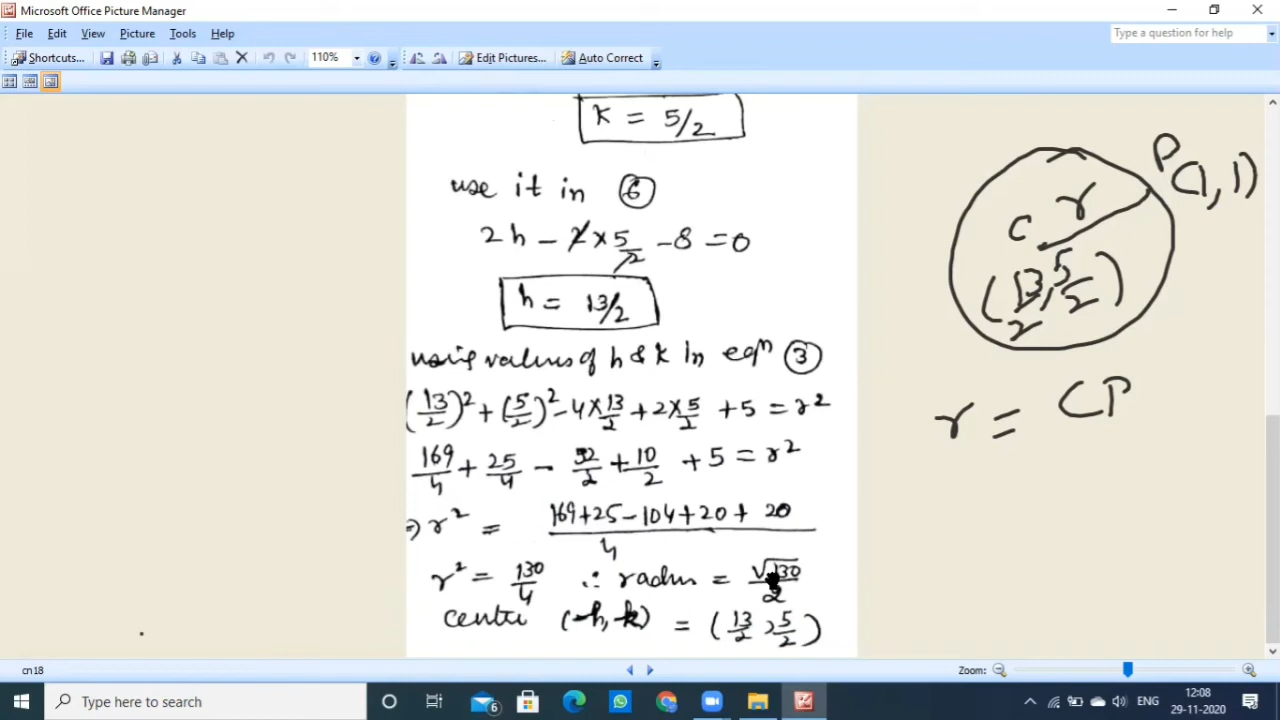 Microsoft Office Picture Manager
File Edit View Picture Tools Help
Type a question for help
Shortcuts... 110% Edit Pictures... Auto Correct
K = 5/2
use it in ⑥
2h - 2×5/2 - 8 = 0
h = 13/2
using values of h & k in eqn ③
(13/2)² + (5/2)² - 4×13/2 + 2×5/2 + 5 = r²
169/4 + 25/4 - 52/2 + 10/2 + 5 = r²
⇒ r² = 169+25-104+20+20/4
r² = 130/4 ∴ radius = √130/2
centre (-h, -k) = (13/2, 5/2)
P(1,1)
r
C
(13/2, 5/2)
r = CP
cn18
Zoom:
Type here to search
6
ENG
12:08
29-11-2020